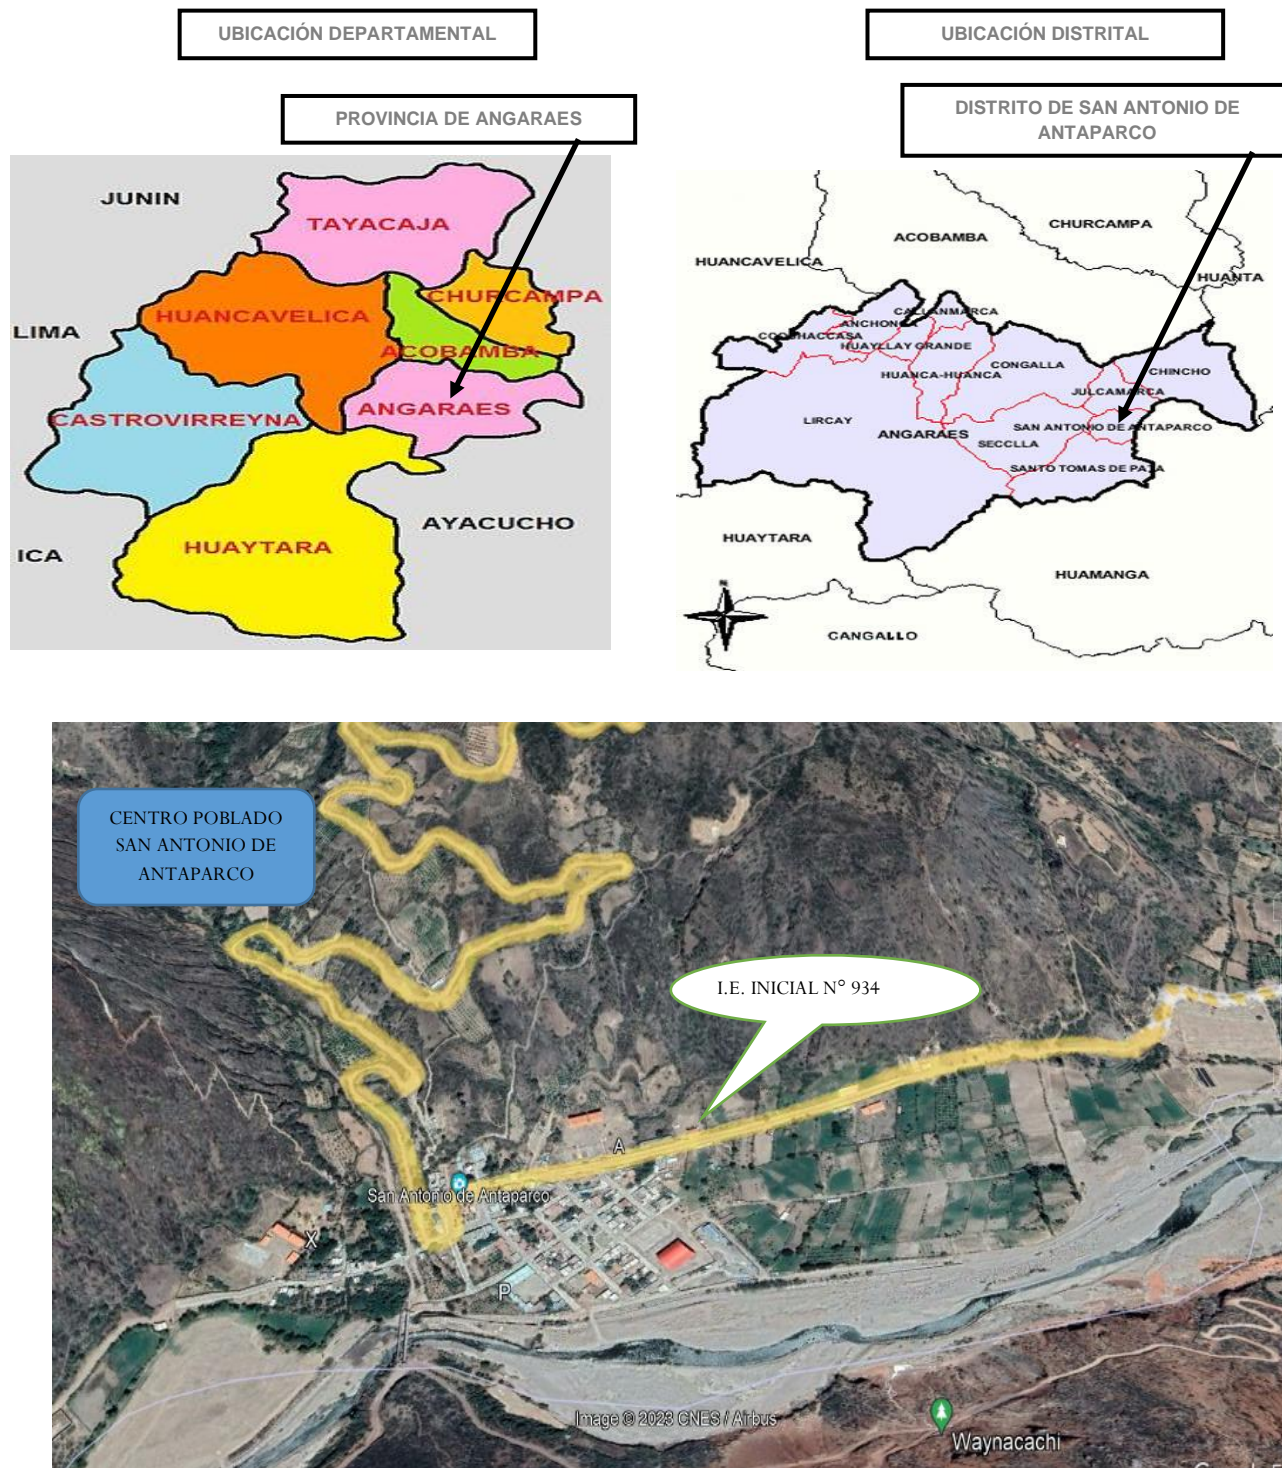 UBICACIÓN DEPARTAMENTAL
UBICACIÓN DISTRITAL
PROVINCIA DE ANGARAES
DISTRITO DE SAN ANTONIO DE
ANTAPARCO
JUNIN
TAYACAJA
CHURCAMPA
HUANCAVELICA
LIMA
ACOBAMBA
CASTROVIRREYNA
ANGARAES
AYACUCHO
ICA
HUAYTARA
CHURCAMPA
ACOBAMBA
HUANCAVELICA
HUANTA
CALLANMARCA
ANCHONGA
CCOCHACCASA
HUAYLLAY GRANDE
CONGALLA
CHINCHO
HUANCA-HUANCA
JULCAMARCA
LIRCAY
SAN ANTONIO DE ANTAPARCO
ANGARAES
SECCLLA
SANTO TOMAS DE PATA
HUAYTARA
HUAMANGA
N
CANGALLO
CENTRO POBLADO
SAN ANTONIO DE
ANTAPARCO
I.E. INICIAL N° 934
A
San Antonio de Antaparco
X
P
Image © 2023 CNES / Airbus
Waynacachi